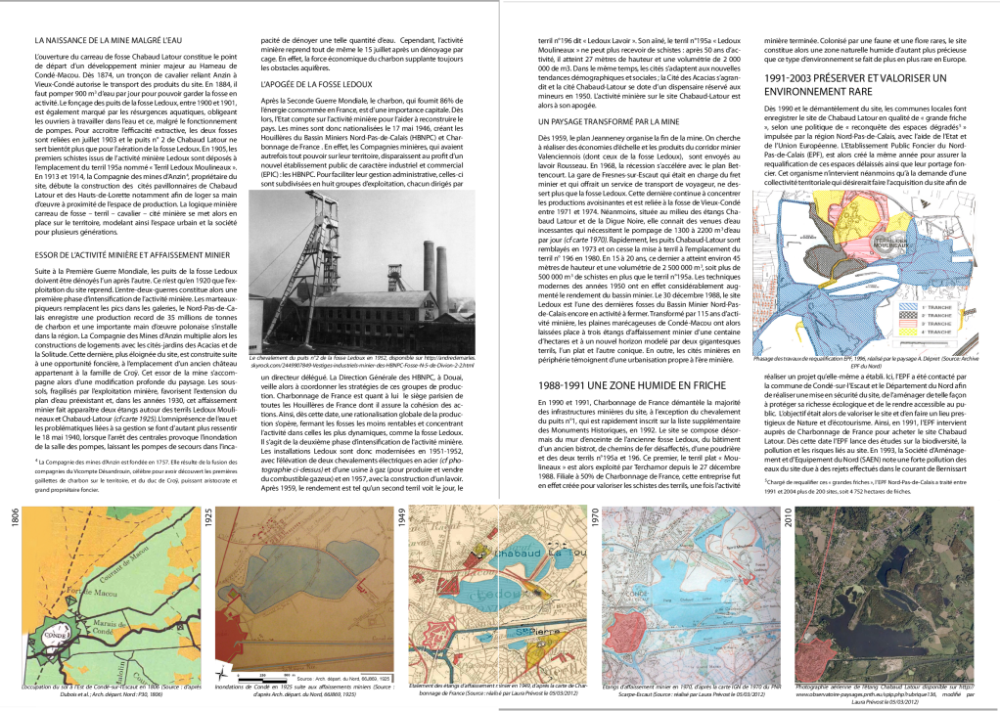 LA NAISSANCE DE LA MINE MALGRÉ L'EAU
L'ouverture du carreau de fosse Chabaud Latour constitue le point
de départ d'un développement minier majeur au Hameau de
Condé-Macou. Dès 1874, un tronçon de cavalier reliant Anzin à
Vieux-Condé autorise le transport des produits du site. En 1884, il
faut pomper 900 m³ d'eau par jour pour pouvoir garder la fosse en
activité. Le fonçage des puits de la fosse Ledoux, entre 1900 et 1901,
est également marqué par les résurgences aquatiques, obligeant
les ouvriers à travailler dans l'eau et ce, malgré le fonctionnement
de pompes. Pour accroitre l'efficacité extractive, les deux fosses
sont reliées en juillet 1903 et le puits n° 2 de Chabaud Latour ne
sert bientôt plus que pour l'aération de la fosse Ledoux. En 1905, les
premiers schistes issus de l'activité minière Ledoux sont déposés à
l'emplacement du terril 195a nommé « Terril Ledoux Moulineaux ».
En 1913 et 1914, la Compagnie des mines d'Anzin⁴, propriétaire du
site, débute la construction des cités pavillonnaires de Chabaud
Latour et des Hauts-de-Lorette notamment afin de loger sa main
d'œuvre à proximité de l'espace de production. La logique minière
carreau de fosse – terril – cavalier – cité minière se met alors en
place sur le territoire, modelant ainsi l'espace urbain et la société
pour plusieurs générations.
ESSOR DE L'ACTIVITÉ MINIÈRE ET AFFAISSEMENT MINIER
Suite à la Première Guerre Mondiale, les puits de la fosse Ledoux
doivent être dénoyés l'un après l'autre. Ce n'est qu'en 1920 que l'ex-
ploitation du site reprend. L'entre-deux-guerres constitue alors une
première phase d'intensification de l'activité minière. Les marteaux-
piqueurs remplacent les pics dans les galeries, le Nord-Pas-de-Ca-
lais enregistre une production record de 35 millions de tonnes
de charbon et une importante main d'œuvre polonaise s'installe
dans la région. La Compagnie des Mines d'Anzin multiplie alors les
constructions de logements avec les cités-jardins des Acacias et de
la Solitude. Cette dernière, plus éloignée du site, est construite suite
à une opportunité foncière, à l'emplacement d'un ancien château
appartenant à la famille de Croÿ. Cet essor de la mine s'accom-
pagne alors d'une modification profonde du paysage. Les sous-
sols, fragilisés par l'exploitation minière, favorisent l'extension du
plan d'eau préexistant et, dans les années 1930, cet affaissement
minier fait apparaître deux étangs autour des terrils Ledoux Mouli-
neaux et Chabaud-Latour (cf carte 1925). L'omniprésence de l'eau et
les problématiques liées à sa gestion se font d'autant plus ressentir
le 18 mai 1940, lorsque l'arrêt des centrales provoque l'inondation
de la salle des pompes, laissant les pompes de secours dans l'inca-
⁴ La Compagnie des mines d'Anzin est fondée en 1757. Elle résulte de la fusion des
compagnies du Vicompte Désandrouin, célèbre pour avoir découvert les premières
gaillettes de charbon sur le territoire, et du duc de Croÿ, puissant aristocrate et
grand propriétaire foncier.
pacité de dénoyer une telle quantité d'eau. Cependant, l'activité
minière reprend tout de même le 15 juillet après un dénoyage par
cage. En effet, la force économique du charbon supplante toujours
les obstacles aquifères.
L'APOGÉE DE LA FOSSE LEDOUX
Après la Seconde Guerre Mondiale, le charbon, qui fournit 86% de
l'énergie consommée en France, est d'une importance capitale. Dès
lors, l'Etat compte sur l'activité minière pour l'aider à reconstruire le
pays. Les mines sont donc nationalisées le 17 mai 1946, créant les
Houillères du Bassin Miniers Nord-Pas-de-Calais (HBNPC) et Char-
bonnage de France . En effet, les Compagnies minières, qui avaient
autrefois tout pouvoir sur leur territoire, disparaissent au profit d'un
nouvel établissement public de caractère industriel et commercial
(EPIC) : les HBNPC. Pour faciliter leur gestion administrative, celles-ci
sont subdivisées en huit groupes d'exploitation, chacun dirigés par
Le chevalement du puits n°2 de la fosse Ledoux en 1952, disponible sur http://andredemarles.
skyrock.com/2449907849-Vestiges-industriels-minier-des-HBNPC-Fosse-N-5-de-Divion-2-2.html
un directeur délégué. La Direction Générale des HBNPC, à Douai,
veille alors à coordonner les stratégies de ces groupes de produc-
tion. Charbonnage de France est quant à lui le siège parisien de
toutes les Houillères de France dont il assure la cohésion des ac-
tions. Ainsi, dès cette date, une rationalisation globale de la produc-
tion s'opère, fermant les fosses les moins rentables et concentrant
l'activité dans celles les plus dynamiques, comme la fosse Ledoux.
Il s'agit de la deuxième phase d'intensification de l'activité minière.
Les installations Ledoux sont donc modernisées en 1951-1952,
avec l'élévation de deux chevalements électriques en acier (cf pho-
tographie ci-dessus) et d'une usine à gaz (pour produire et vendre
du combustible gazeux) et en 1957, avec la construction d'un lavoir.
Après 1959, le rendement est tel qu'un second terril voit le jour, le
terril n°196 dit « Ledoux Lavoir ». Son aîné, le terril n°195a « Ledoux
Moulineaux » ne peut plus recevoir de schistes : après 50 ans d'ac-
tivité, il atteint 27 mètres de hauteur et une volumétrie de 2 000
000 de m3. Dans le même temps, les cités s'adaptent aux nouvelles
tendances démographiques et sociales ; la Cité des Acacias s'agran-
dit et la cité Chabaud-Latour se dote d'un dispensaire réservé aux
mineurs en 1950. L'activité minière sur le site Chabaud-Latour est
alors à son apogée.
UN PAYSAGE TRANSFORMÉ PAR LA MINE
Dès 1959, le plan Jeanneney organise la fin de la mine. On cherche
à réaliser des économies d'échelle et les produits du corridor minier
Valenciennois (dont ceux de la fosse Ledoux), sont envoyés au
lavoir Rousseau. En 1968, la récession s'accélère avec le plan Bet-
tencourt. La gare de Fresnes-sur-Escaut qui était en charge du fret
minier et qui offrait un service de transport de voyageur, ne des-
sert plus que la fosse Ledoux. Cette dernière continue à concentrer
les productions avoisinantes et est reliée à la fosse de Vieux-Condé
entre 1971 et 1974. Néanmoins, située au milieu des étangs Cha-
baud-Latour et de la Digue Noire, elle connait des venues d'eau
incessantes qui nécessitent le pompage de 1300 à 2200 m³ d'eau
par jour (cf carte 1970). Rapidement, les puits Chabaud-Latour sont
remblayés en 1973 et on cesse la mise à terril à l'emplacement du
terril n° 196 en 1980. En 15 à 20 ans, ce dernier a atteint environ 45
mètres de hauteur et une volumétrie de 2 500 000 m³, soit plus de
500 000 m³ de schistes en plus que le terril n°195a. Les techniques
modernes des années 1950 ont en effet considérablement aug-
menté le rendement du bassin minier. Le 30 décembre 1988, le site
Ledoux est l'une des dernières fosses du Bassin Minier Nord-Pas-
de-Calais encore en activité à fermer. Transformée par 115 ans d'acti-
vité minière, les plaines marécageuses de Condé-Macou ont alors
laissées place à trois étangs d'affaissement minier d'une centaine
d'hectares et à un nouvel horizon modelé par deux gigantesques
terrils, l'un plat et l'autre conique. En outre, les cités minières en
périphérie témoignent d'une urbanisation propre à l'ère minière.
1988-1991 UNE ZONE HUMIDE EN FRICHE
En 1990 et 1991, Charbonnage de France démantèle la majorité
des infrastructures minières du site, à l'exception du chevalement
du puits n°1, qui est rapidement inscrit sur la liste supplémentaire
des Monuments Historiques, en 1992. Le site se compose désor-
mais du mur d'enceinte de l'ancienne fosse Ledoux, du bâtiment
d'un ancien bistrot, de chemins de fer désaffectés, d'une poudrière
et des deux terrils n°195a et 196. Ce premier, le terril plat « Mou-
lineaux » est alors exploité par Terchamor depuis le 27 décembre
1988. Filiale à 50% de Charbonnage de France, cette entreprise fut
en effet créée pour valoriser les schistes des terrils, une fois l'activité
minière terminée. Colonisé par une faune et une flore rares, le site
constitue alors une zone naturelle humide d'autant plus précieuse
que ce type d'environnement se fait de plus en plus rare en Europe.
1991-2003 PRÉSERVER ET VALORISER UN
ENVIRONNEMENT RARE
Dès 1990 et le démantèlement du site, les communes locales font
enregistrer le site de Chabaud Latour en qualité de « grande friche
», selon une politique de « reconquête des espaces dégradés⁵ »
impulsée par la région Nord-Pas-de-Calais, avec l'aide de l'Etat et
de l'Union Européenne. L'Etablissement Public Foncier du Nord-
Pas-de-Calais (EPF), est alors créé la même année pour assurer la
requalification de ces espaces délaissés ainsi que leur portage fon-
cier. Cet organisme n'intervient néanmoins qu'à la demande d'une
collectivité territoriale qui désirerait faire l'acquisition du site afin de
TERRIL DES
MOULINEAUX
1 TRANCHE
2 TRANCHE
3 TRANCHE
4 TRANCHE
Phasage des travaux de requalification EPF, 1996, réalisé par le paysage A. Dépret (Source: Archive
EPF du Nord)
réaliser un projet qu'elle-même a établi. Ici, l'EPF a été contacté par
la commune de Condé-sur-l'Escaut et le Département du Nord afin
de réaliser une mise en sécurité du site, de l'aménager de telle façon
à protéger sa richesse écologique et de le rendre accessible au pu-
blic. L'objectif était alors de valoriser le site et d'en faire un lieu pres-
tigieux de Nature et d'écotourisme. Ainsi, en 1991, l'EPF intervient
auprès de Charbonnage de France pour acheter le site Chabaud
Latour. Dès cette date l'EPF lance des études sur la biodiversité, la
pollution et les risques liés au site. En 1993, la Société d'Aménage-
ment et d'Equipement du Nord (SAEN) note une forte pollution des
eaux du site, dûe à des rejets effectués dans le courant de Bernissart
⁵Chargé de requalifier ces « grandes friches », l'EPF Nord-Pas-de-Calais a traité entre
1991 et 2004 plus de 200 sites, soit 4 752 hectares de friches.
1806
Courant de Macou
Fort de Macou
Marais de
Condé
CONDE
L'occupation du sol à l'Est de Condé-sur-l'Escaut en 1806 (Source : d'après
Dubois et al.; Arch. départ. Nord : P30, 1806)
1925
Source : Arch. départ. du Nord, 66J869, 1925
Inondations de Condé en 1925 suite aux affaissements miniers (Source :
d'après Arch. départ. du Nord, 66J869, 1925)
1949
Chabaud La Tou
Ledoux
St Pierre
Etallement des étangs d'affaissement minier en 1949, d'après la carte de Char-
bonnage de France (Source : réalisé par Laura Prévost le 05/03/2012)
1970
CONDÉ
Etangs d'affaissement minier en 1970, d'après la carte IGN de 1970 du PNR
Scarpe-Escaut (Source : réalisé par Laura Prévost le 05/03/2012)
2010
Photographie aérienne de l'étang Chabaud Latour disponible sur http://
www.observatoire-paysages.pnrth.eu/spip.php?rubrique136, modifié par
Laura Prévost le 05/03/2012)